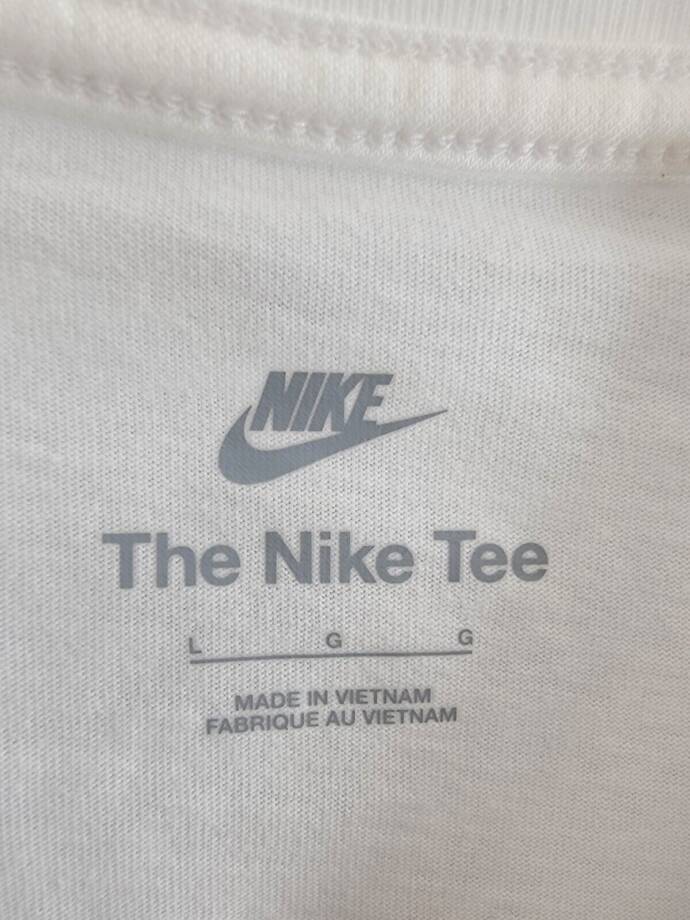 NIKE
The Nike Tee
L G G
MADE IN VIETNAM
FABRIQUE AU VIETNAM